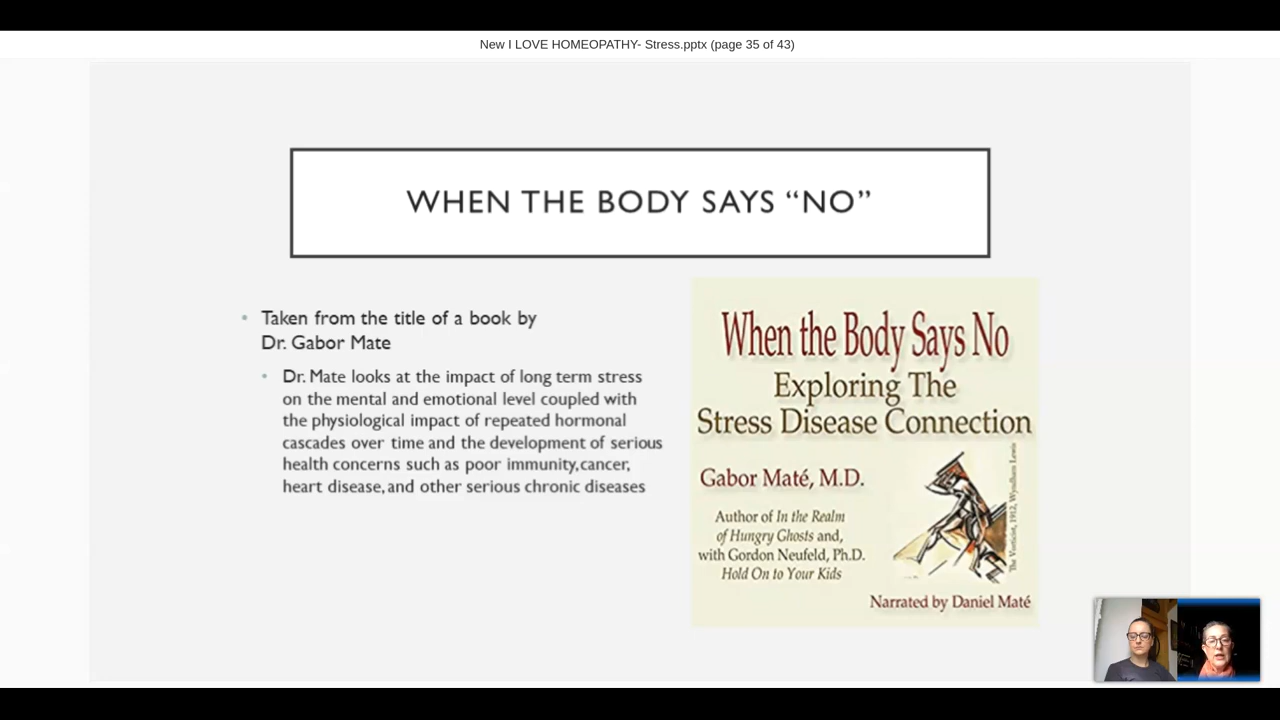 New I LOVE HOMEOPATHY- Stress.pptx (page 35 of 43)
WHEN THE BODY SAYS “NO”
• Taken from the title of a book by
Dr. Gabor Mate
• Dr. Mate looks at the impact of long term stress
on the mental and emotional level coupled with
the physiological impact of repeated hormonal
cascades over time and the development of serious
health concerns such as poor immunity, cancer,
heart disease, and other serious chronic diseases
When the Body Says No
Exploring The
Stress Disease Connection
Gabor Maté, M.D.
Author of In the Realm
of Hungry Ghosts and,
with Gordon Neufeld, Ph.D.
Hold On to Your Kids
The Vorticist, 1912, Wyndham Lewis
Narrated by Daniel Maté